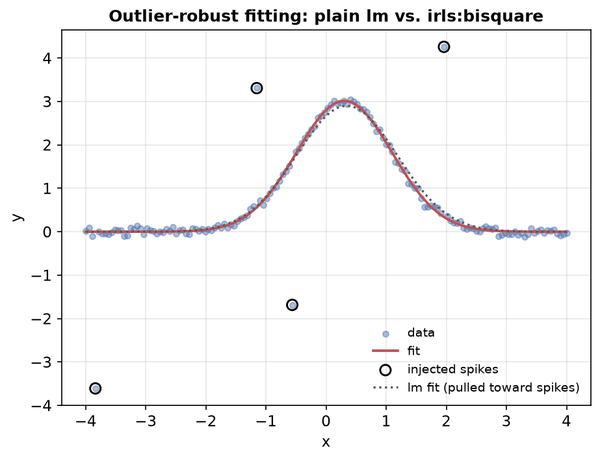 Outlier-robust fitting: plain lm vs. irls:bisquare
y
4
3
2
1
0
−1
−2
−3
−4
data
fit
injected spikes
lm fit (pulled toward spikes)
−4 −3 −2 −1 0 1 2 3 4
x